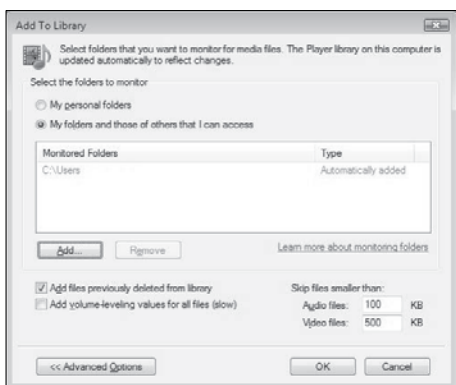 Add To Library
Select folders that you want to monitor for media files. The Player library on this computer is
updated automatically to reflect changes.
Select the folders to monitor
My personal folders
My folders and those of others that I can access
Monitored Folders Type
C:\Users Automatically added
Add... Remove Learn more about monitoring folders
Add files previously deleted from library
Add volume-leveling values for all files (slow)
Skip files smaller than:
Audio files: 100 KB
Video files: 500 KB
<< Advanced Options OK Cancel